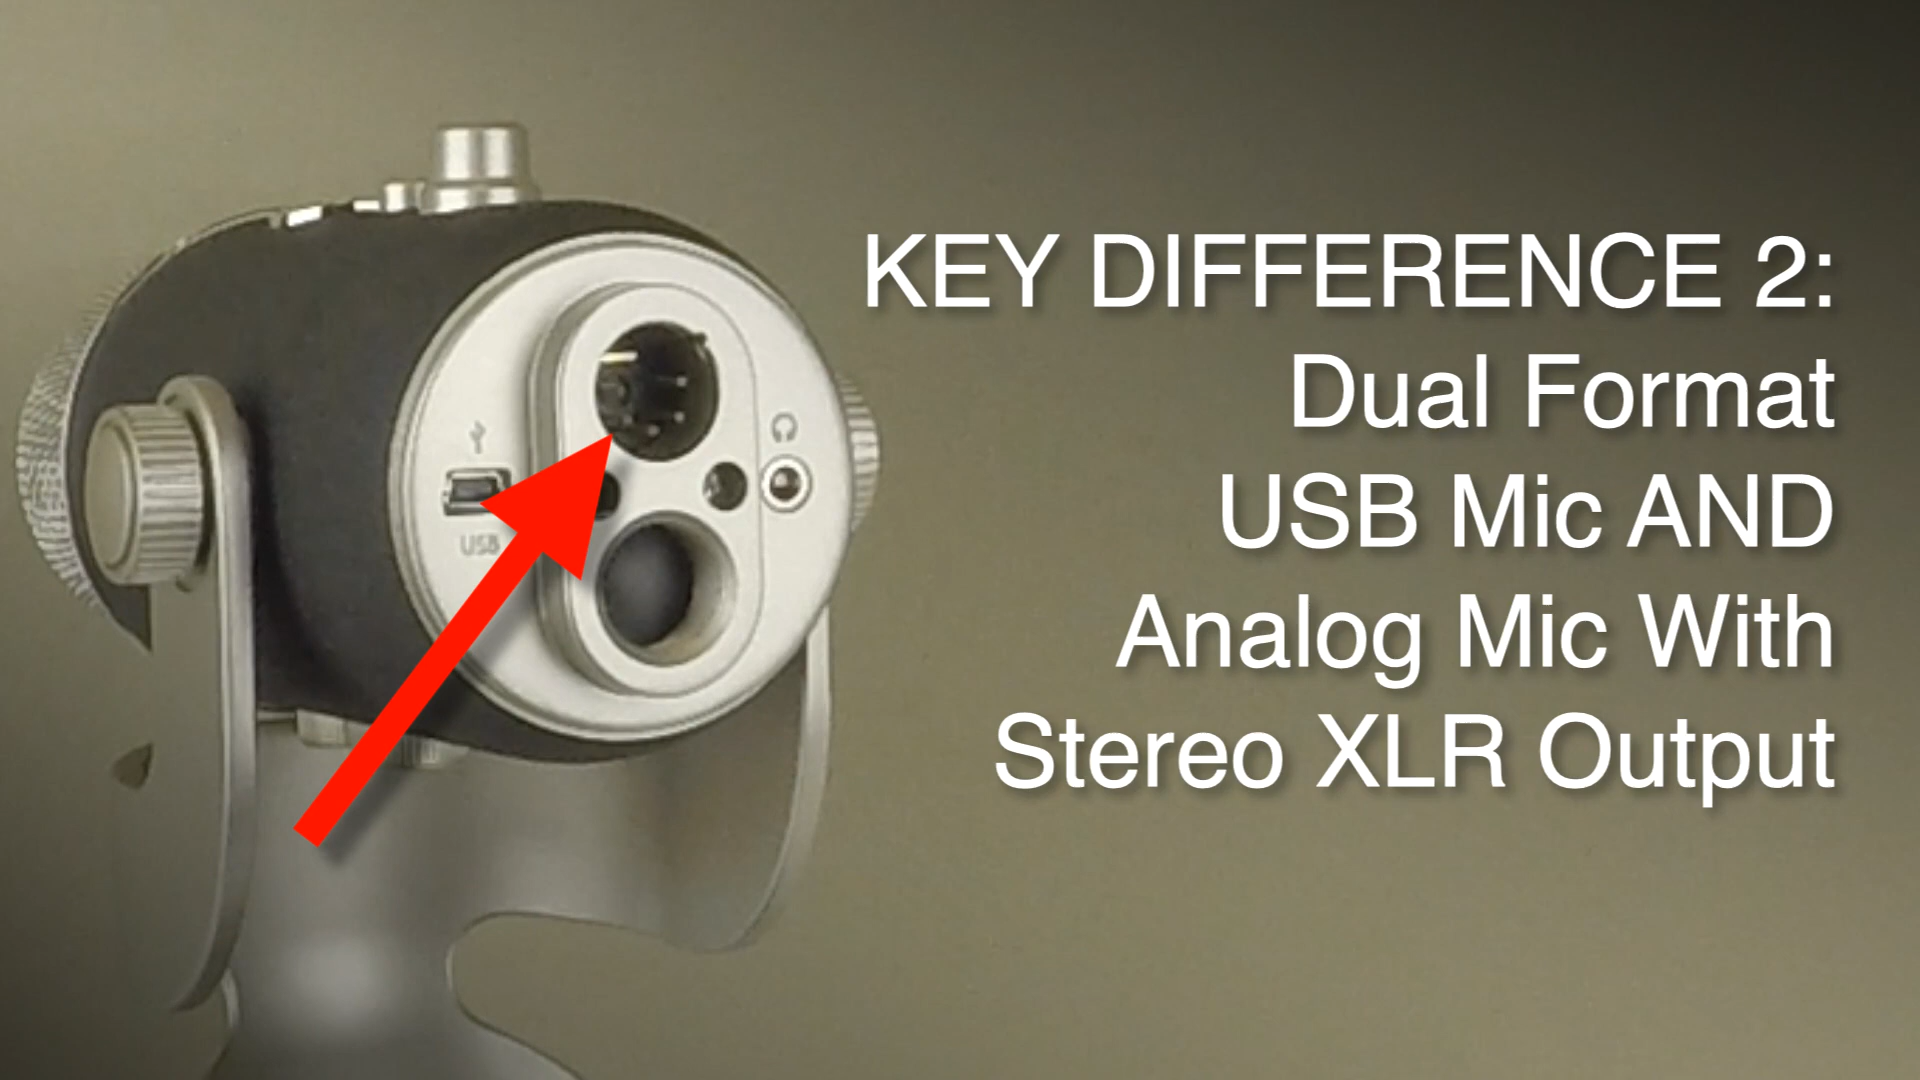 KEY DIFFERENCE 2:
Dual Format
USB Mic AND
Analog Mic With
Stereo XLR Output
USB